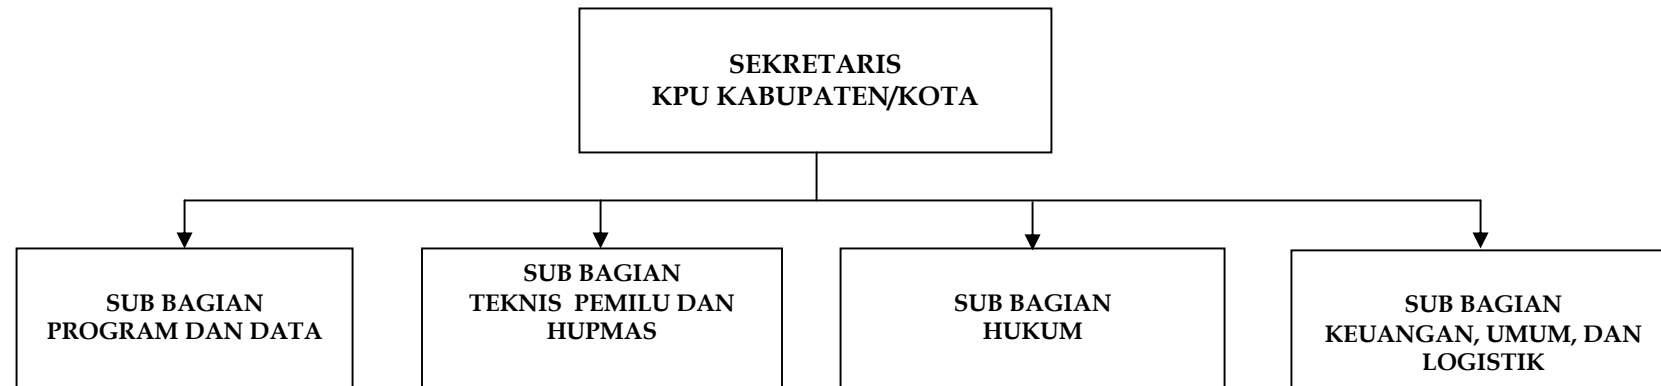 SEKRETARIS
KPU KABUPATEN/KOTA
SUB BAGIAN
PROGRAM DAN DATA
SUB BAGIAN
TEKNIS PEMILU DAN
HUPMAS
SUB BAGIAN
HUKUM
SUB BAGIAN
KEUANGAN, UMUM, DAN
LOGISTIK